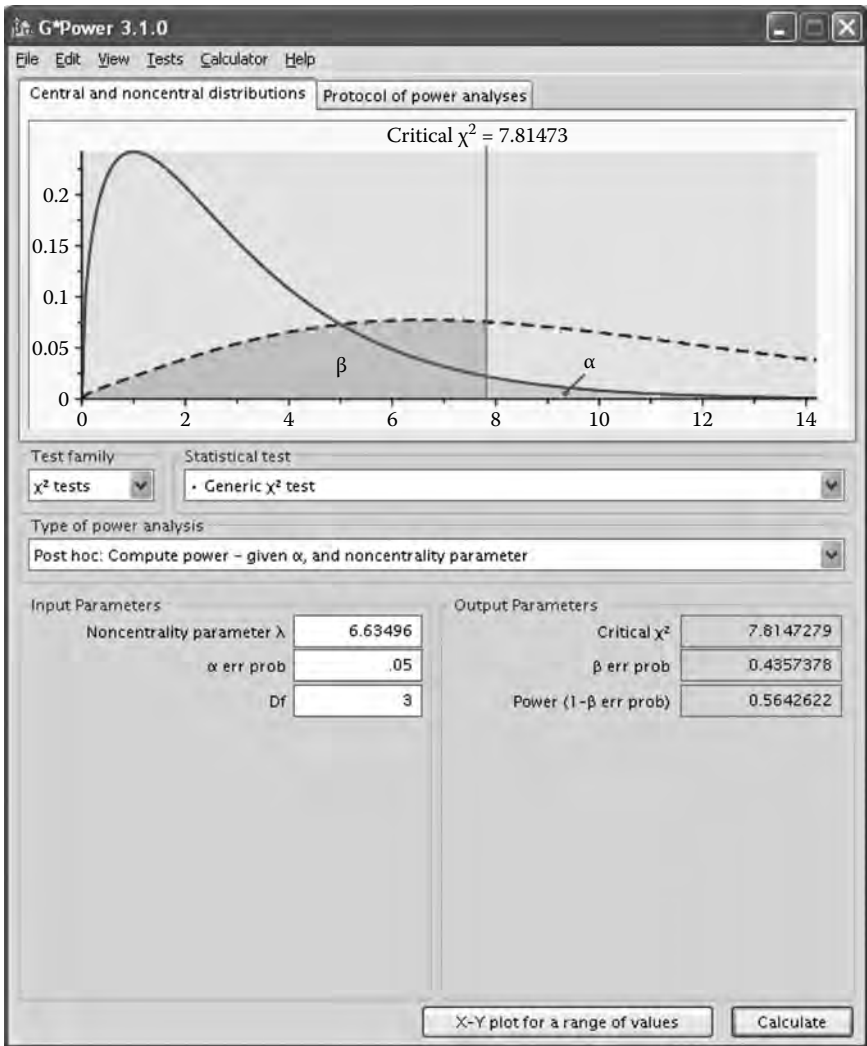 G*Power 3.1.0
File Edit View Tests Calculator Help
Central and noncentral distributions Protocol of power analyses
Critical χ² = 7.81473
0.2
0.15
0.1
0.05
0
β
α
0 2 4 6 8 10 12 14
Test family Statistical test
χ² tests · Generic χ² test
Type of power analysis
Post hoc: Compute power – given α, and noncentrality parameter
Input Parameters Output Parameters
Noncentrality parameter λ 6.63496 Critical χ² 7.8147279
α err prob .05 β err prob 0.4357378
Df 3 Power (1-β err prob) 0.5642622
X-Y plot for a range of values Calculate